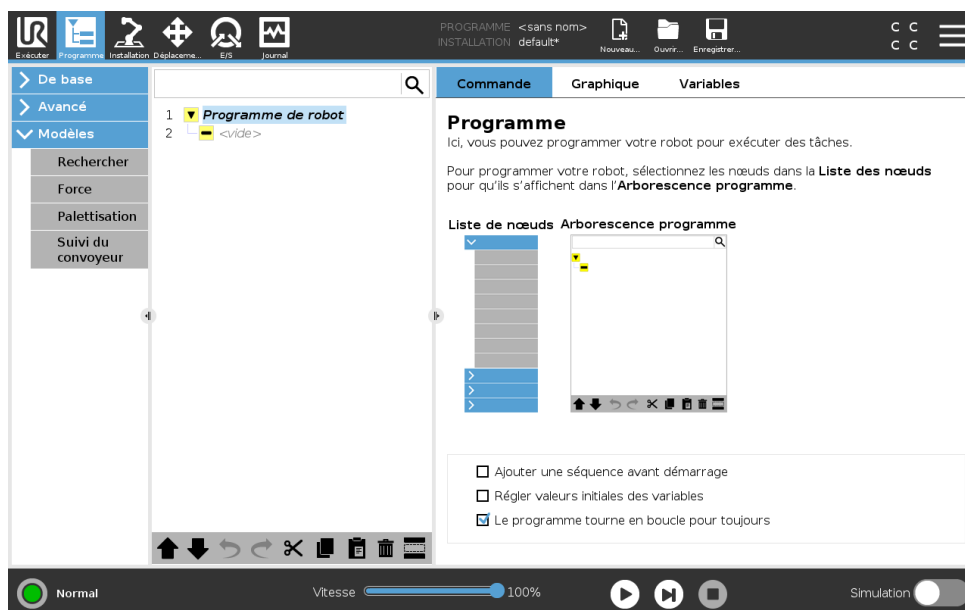 UR
Exécuter Programme Installation Déplaceme... E/S Journal
PROGRAMME <sans nom>
INSTALLATION default*
Nouveau... Ouvrir... Enregistrer...
C C
C C
De base
Avancé
Modèles
Rechercher
Force
Palettisation
Suivi du
convoyeur
1 Programme de robot
2 <vide>
Commande Graphique Variables
Programme
Ici, vous pouvez programmer votre robot pour exécuter des tâches.
Pour programmer votre robot, sélectionnez les nœuds dans la Liste des nœuds
pour qu'ils s'affichent dans l'Arborescence programme.
Liste de nœuds Arborescence programme
Ajouter une séquence avant démarrage
Régler valeurs initiales des variables
Le programme tourne en boucle pour toujours
Normal
Vitesse 100%
Simulation